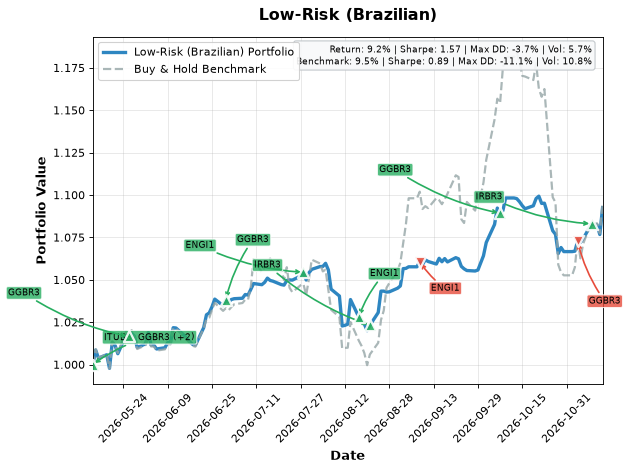 Low-Risk (Brazilian)
Low-Risk (Brazilian) Portfolio
Buy & Hold Benchmark
Return: 9.2% | Sharpe: 1.57 | Max DD: -3.7% | Vol: 5.7%
Benchmark: 9.5% | Sharpe: 0.89 | Max DD: -11.1% | Vol: 10.8%
Portfolio Value
1.175
1.150
1.125
1.100
1.075
1.050
1.025
1.000
GGBR3
IRBR3
GGBR3
ENGI1
IRBR3
ENGI1
ENGI1
GGBR3
GGBR3
GGBR3 (+2)
2026-05-24
2026-06-09
2026-06-25
2026-07-11
2026-07-27
2026-08-12
2026-08-28
2026-09-13
2026-09-29
2026-10-15
2026-10-31
Date